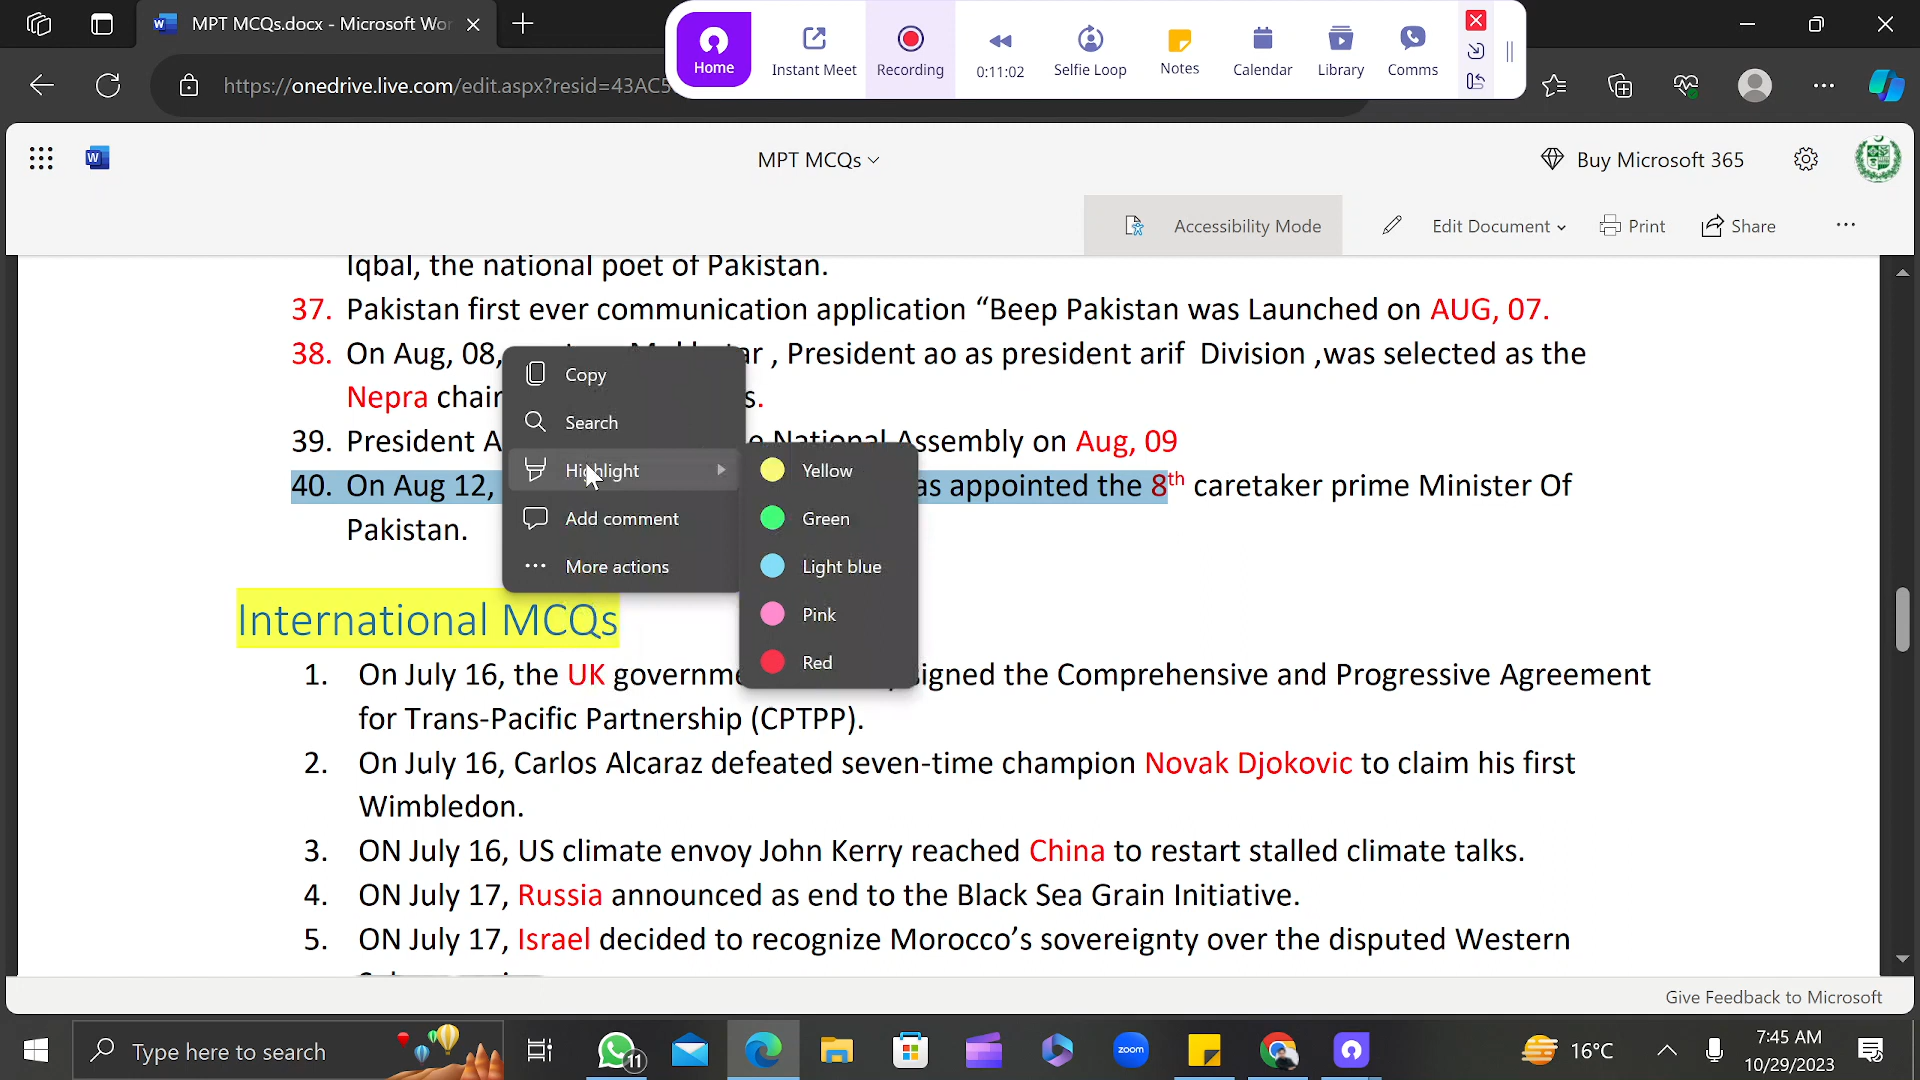 MPT MCQs.docx - Microsoft Wor
https://onedrive.live.com/edit.aspx?resid=43AC5
Home
Instant Meet
Recording
0:11:02
Selfie Loop
Notes
Calendar
Library
Comms
W
MPT MCQs
Buy Microsoft 365
Accessibility Mode
Edit Document
Print
Share
Iqbal, the national poet of Pakistan.
37. Pakistan first ever communication application “Beep Pakistan was Launched on AUG, 07.
38. On Aug, 08, , President ao as president arif Division ,was selected as the
Nepra chair s.
39. President A National Assembly on Aug, 09
40. On Aug 12, as appointed the 8th caretaker prime Minister Of
Pakistan.
Copy
Search
Highlight
Add comment
More actions
Yellow
Green
Light blue
Pink
Red
International MCQs
1. On July 16, the UK governme signed the Comprehensive and Progressive Agreement
for Trans-Pacific Partnership (CPTPP).
2. On July 16, Carlos Alcaraz defeated seven-time champion Novak Djokovic to claim his first
Wimbledon.
3. ON July 16, US climate envoy John Kerry reached China to restart stalled climate talks.
4. ON July 17, Russia announced as end to the Black Sea Grain Initiative.
5. ON July 17, Israel decided to recognize Morocco’s sovereignty over the disputed Western
Give Feedback to Microsoft
Type here to search
11
zoom
16°C
7:45 AM
10/29/2023